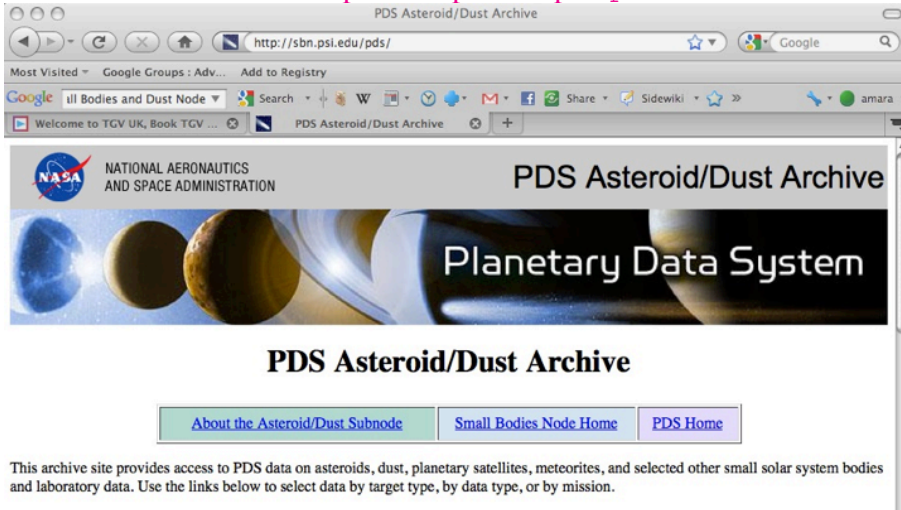 PDS Asteroid/Dust Archive
http://sbn.psi.edu/pds/
Google
Most Visited Google Groups : Adv... Add to Registry
Google ull Bodies and Dust Node Search W Share Sidewiki » amara
Welcome to TGV UK, Book TGV ... PDS Asteroid/Dust Archive +
NASA
NATIONAL AERONAUTICS
AND SPACE ADMINISTRATION
PDS Asteroid/Dust Archive
Planetary Data System
PDS Asteroid/Dust Archive
About the Asteroid/Dust Subnode Small Bodies Node Home PDS Home
This archive site provides access to PDS data on asteroids, dust, planetary satellites, meteorites, and selected other small solar system bodies
and laboratory data. Use the links below to select data by target type, by data type, or by mission.